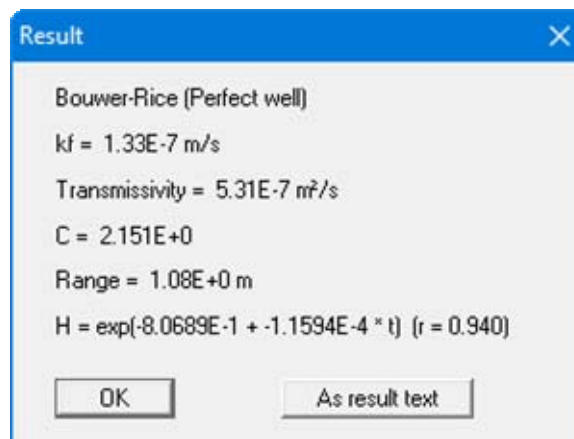 Result
Bouwer-Rice (Perfect well)
kf = 1.33E-7 m/s
Transmissivity = 5.31E-7 m²/s
C = 2.151E+0
Range = 1.08E+0 m
H = exp(-8.0689E-1 + -1.1594E-4 * t) (r = 0.940)
OK
As result text